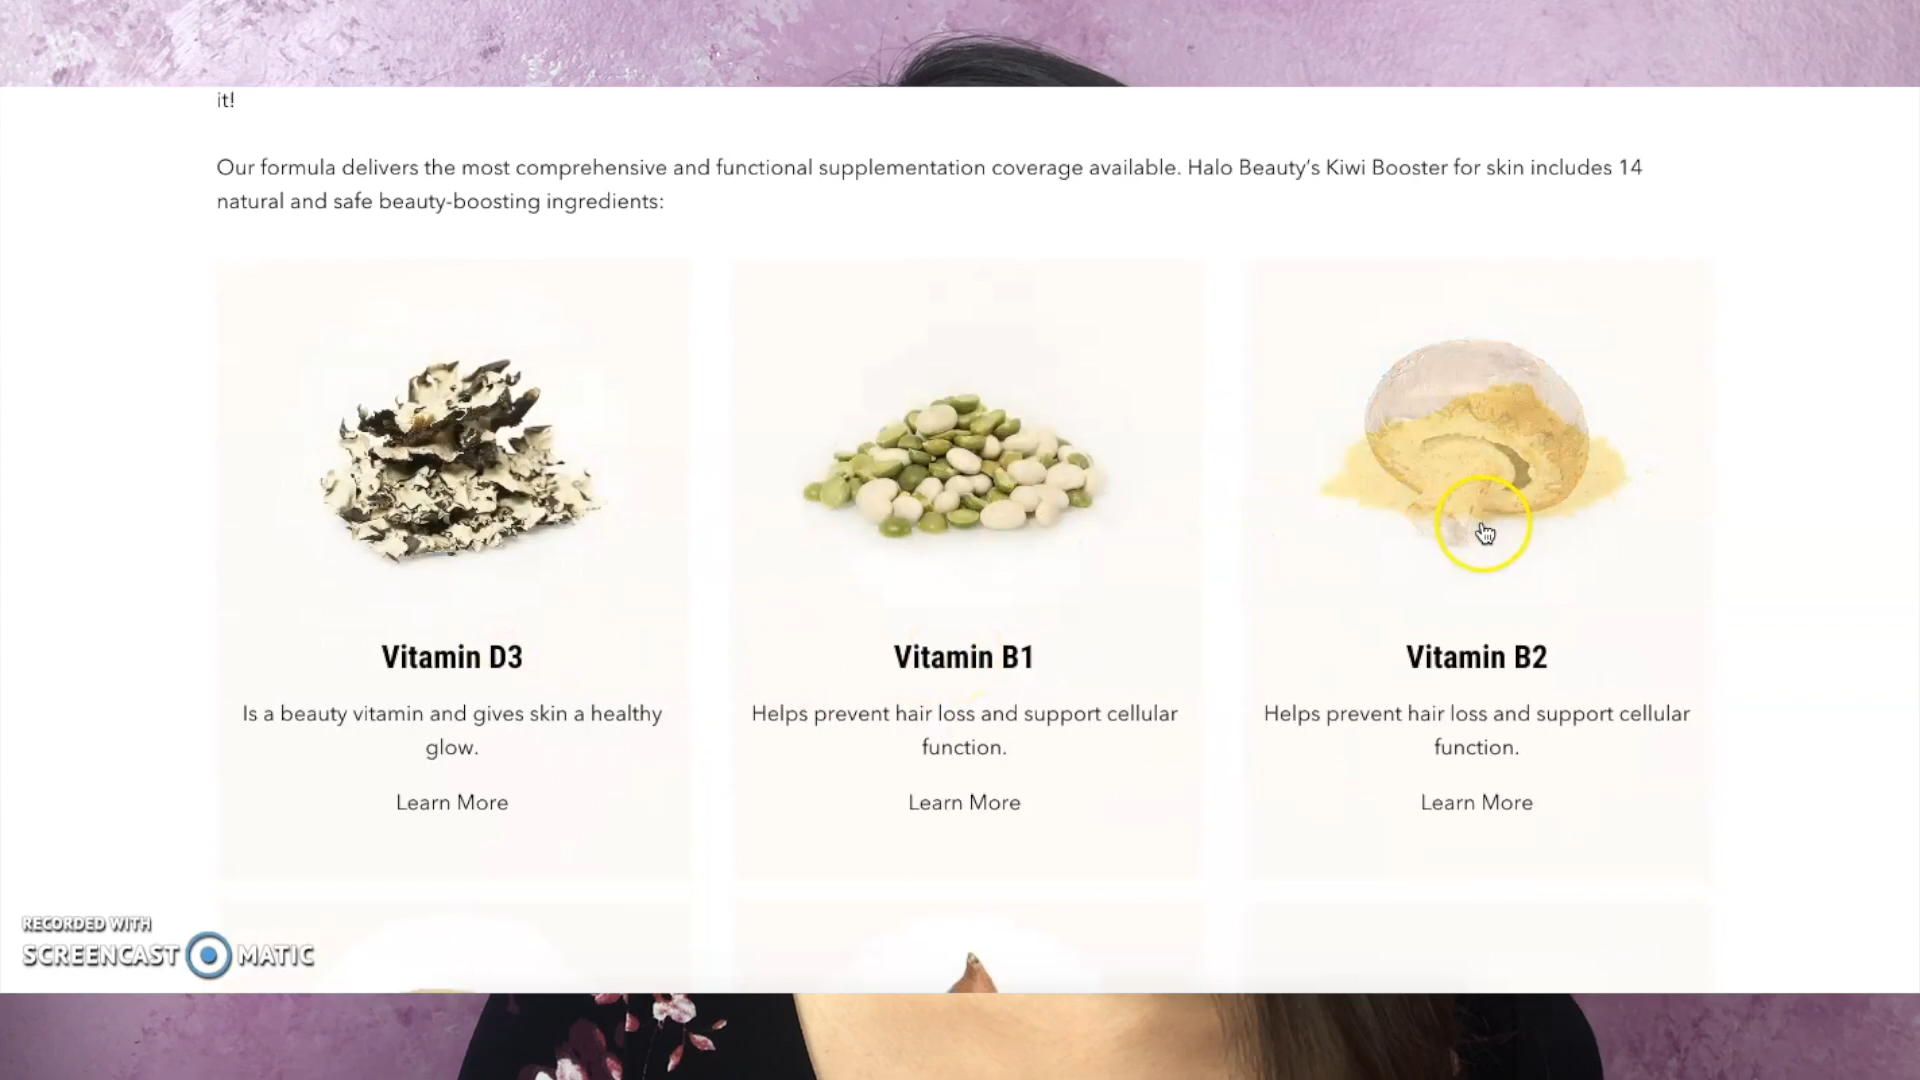 it!
Our formula delivers the most comprehensive and functional supplementation coverage available. Halo Beauty’s Kiwi Booster for skin includes 14
natural and safe beauty-boosting ingredients:
Vitamin D3
Is a beauty vitamin and gives skin a healthy
glow.
Learn More
Vitamin B1
Helps prevent hair loss and support cellular
function.
Learn More
Vitamin B2
Helps prevent hair loss and support cellular
function.
Learn More
RECORDED WITH
SCREENCAST MATIC